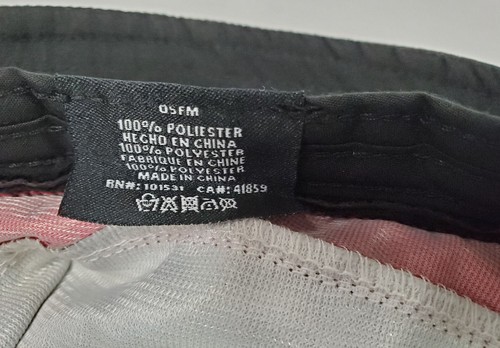 OSFM
100% POLIESTER
HECHO EN CHINA
100% POLYESTER
FABRIQUE EN CHINE
100% POLYESTER
MADE IN CHINA
RN#: 101531 CA#: 41859